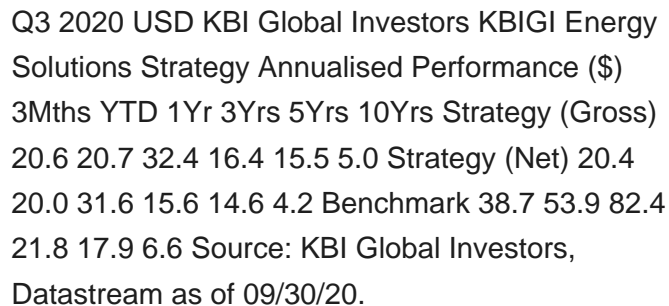 Q3 2020 USD KBI Global Investors KBIGI Energy
Solutions Strategy Annualised Performance ($)
3Mths YTD 1Yr 3Yrs 5Yrs 10Yrs Strategy (Gross)
20.6 20.7 32.4 16.4 15.5 5.0 Strategy (Net) 20.4
20.0 31.6 15.6 14.6 4.2 Benchmark 38.7 53.9 82.4
21.8 17.9 6.6 Source: KBI Global Investors,
Datastream as of 09/30/20.